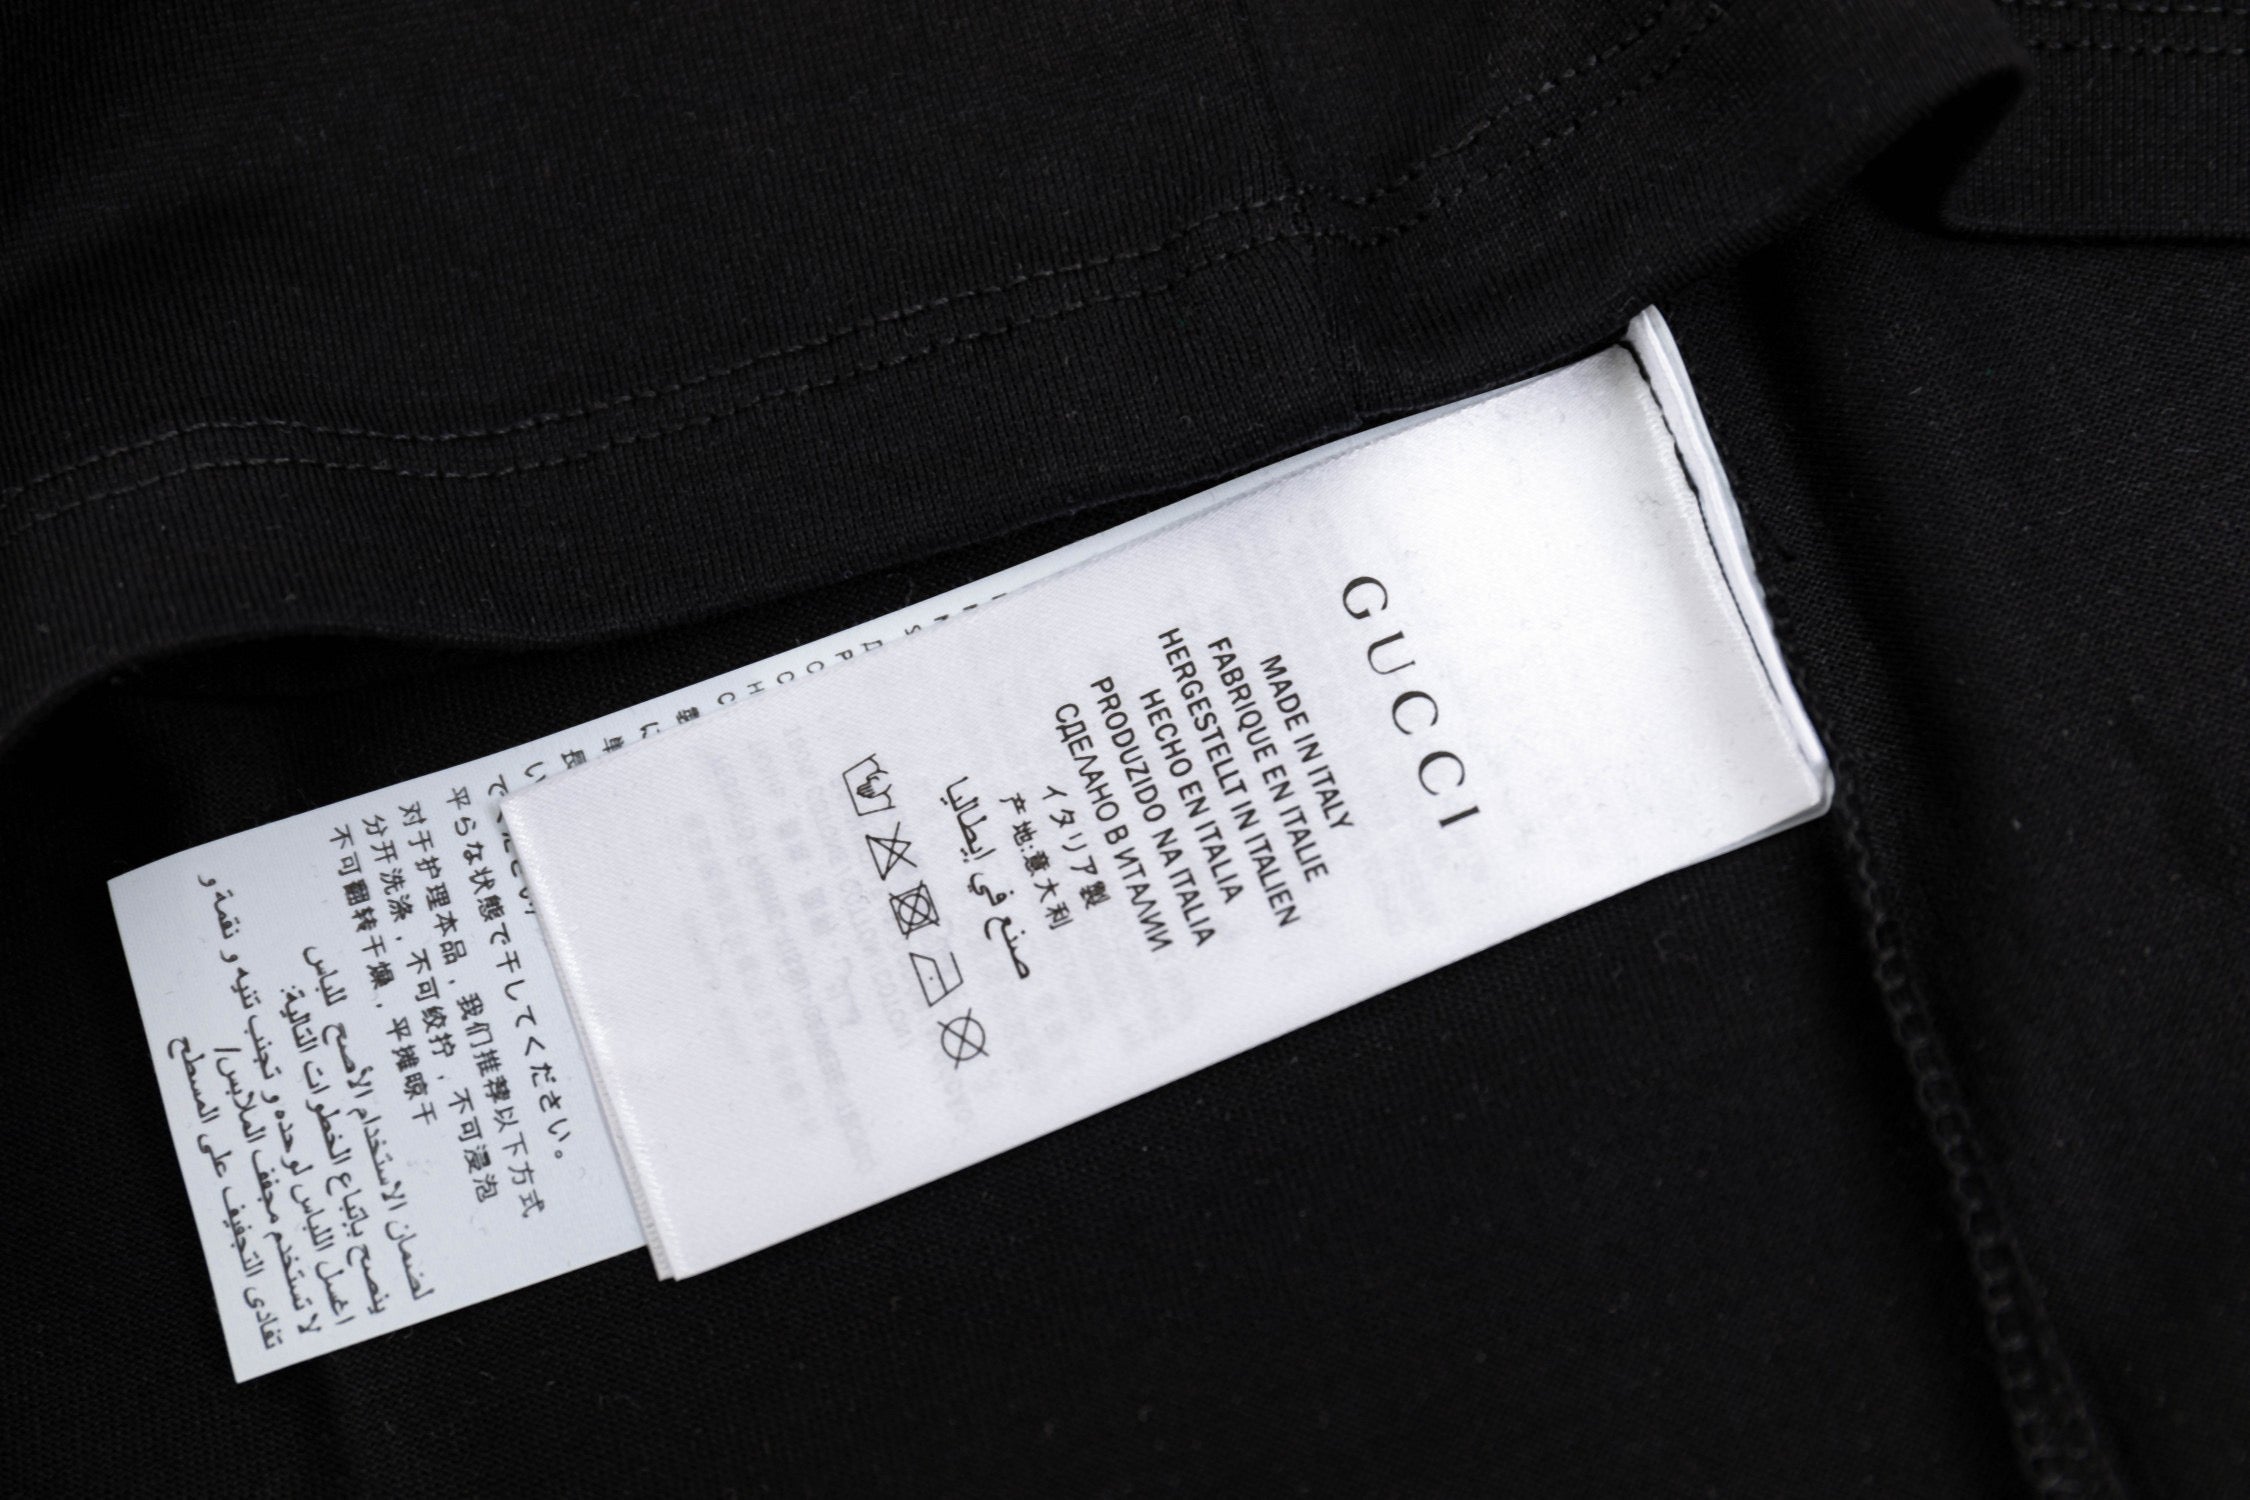 GUCCI
MADE IN ITALY
FABRIQUE EN ITALIE
HERGESTELLT IN ITALIEN
HECHO EN ITALIA
PRODUZIDO NA ITALIA
СДЕЛАНО В ИТАЛИИ
イタリア製
产地:意大利
صنع في إيطاليا
平らな状態で干してください。
对于护理本品，我们推荐以下方式
分开洗涤，不可绞拧，不可浸泡
不可翻转干燥，平摊晾干
لضمان الاستخدام الأصح للباس
ينصح باتباع الخطوات التالية:
اغسل اللباس لوحده و تجنب تثنيه و نقعة و
لا تستخدم مجفف الملابس/
تفادى التجفيف على المسطح